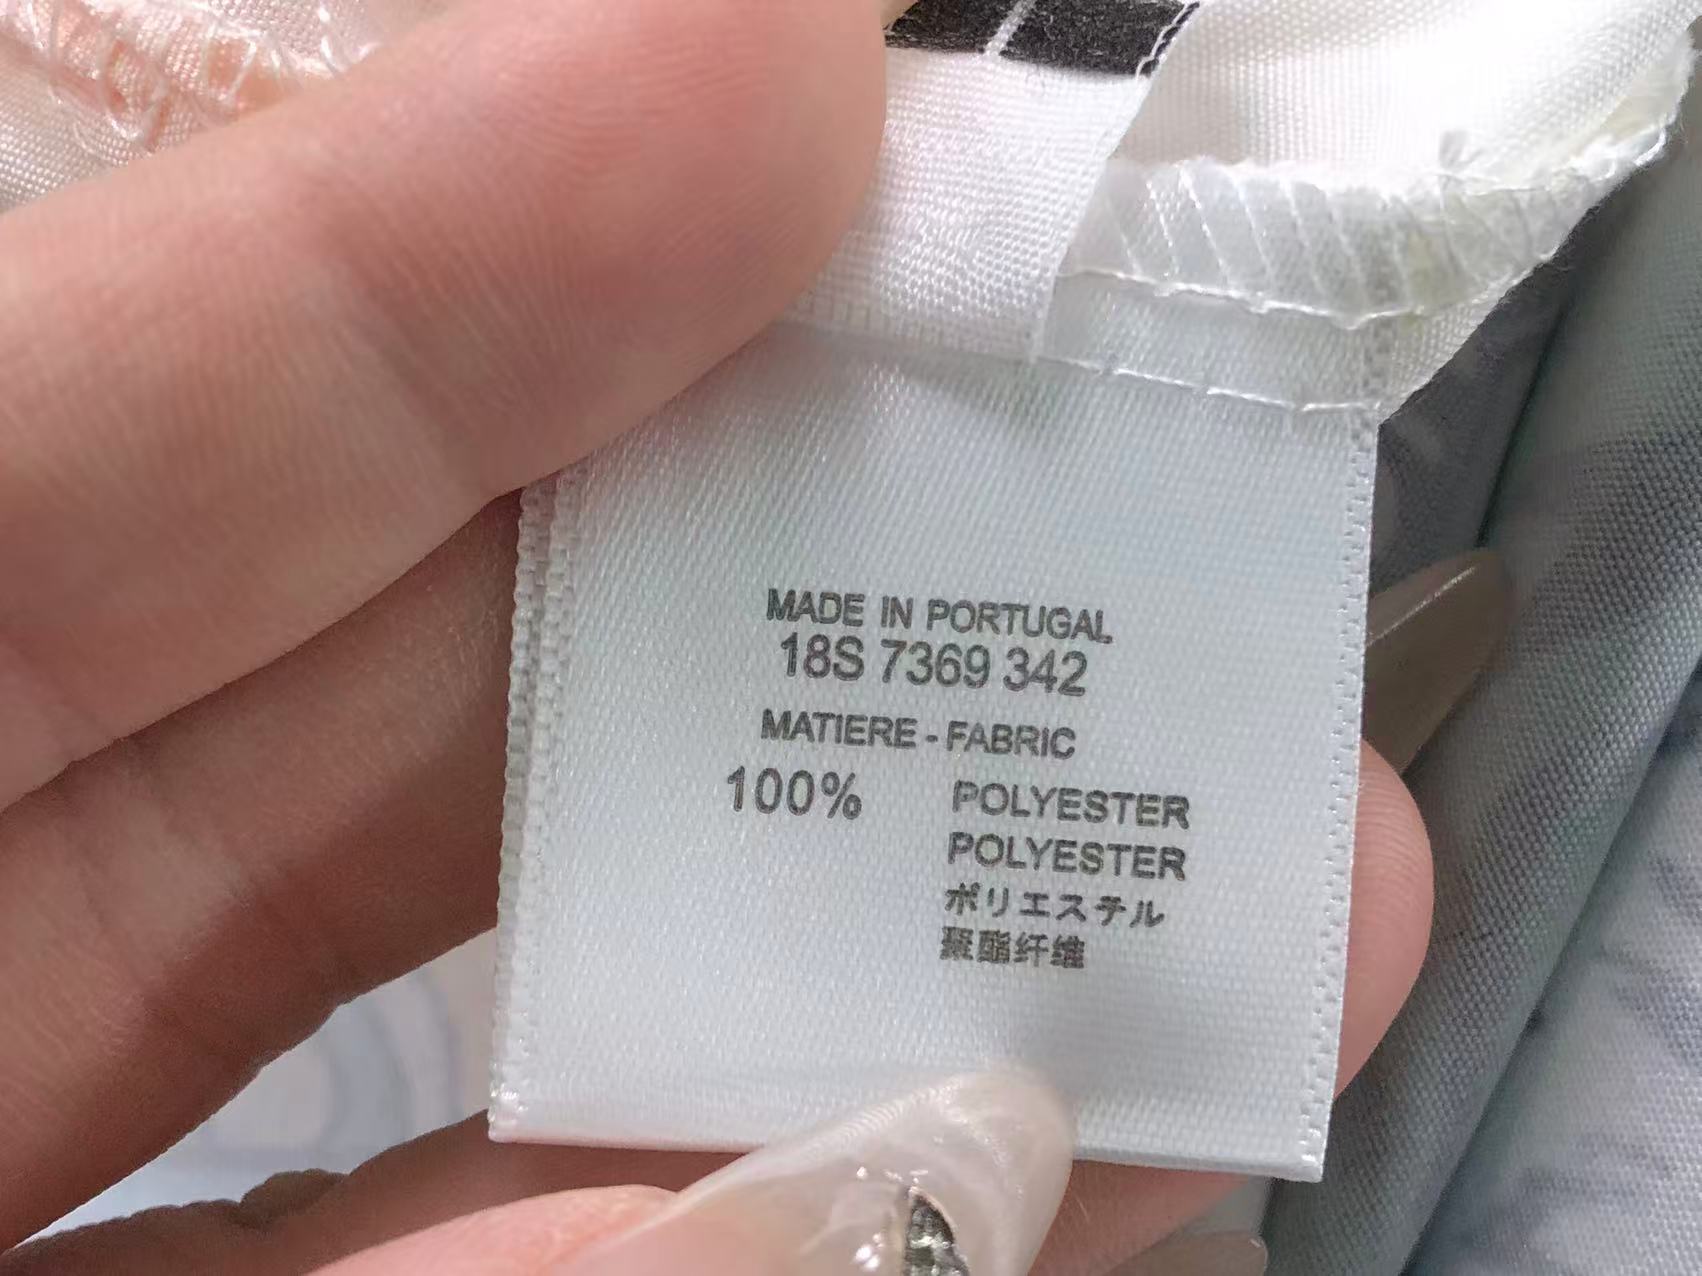 MADE IN PORTUGAL
18S 7369 342
MATIERE - FABRIC
100% POLYESTER
POLYESTER
ポリエステル
聚酯纤维